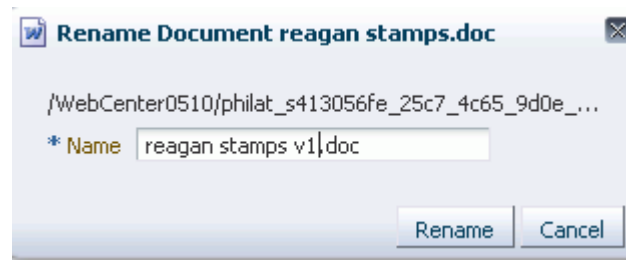 Rename Document reagan stamps.doc
/WebCenter0510/philat_s413056fe_25c7_4c65_9d0e_...
* Name reagan stamps v1.doc
Rename Cancel